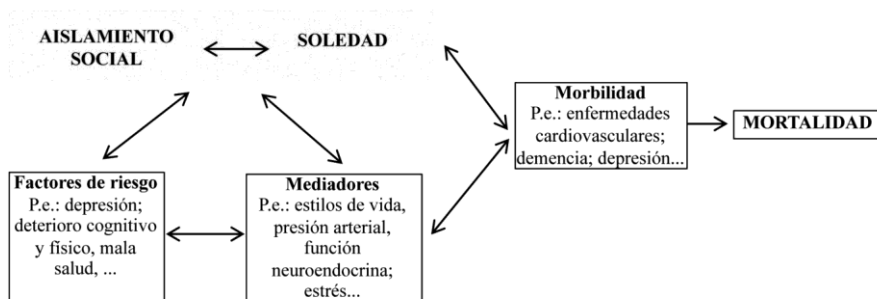 AISLAMIENTO
SOCIAL
SOLEDAD
Morbilidad
P.e.: enfermedades
cardiovasculares;
demencia; depresión...
MORTALIDAD
Factores de riesgo
P.e.: depresión;
deterioro cognitivo
y físico, mala
salud, ...
Mediadores
P.e.: estilos de vida,
presión arterial,
función
neuroendocrina;
estrés...